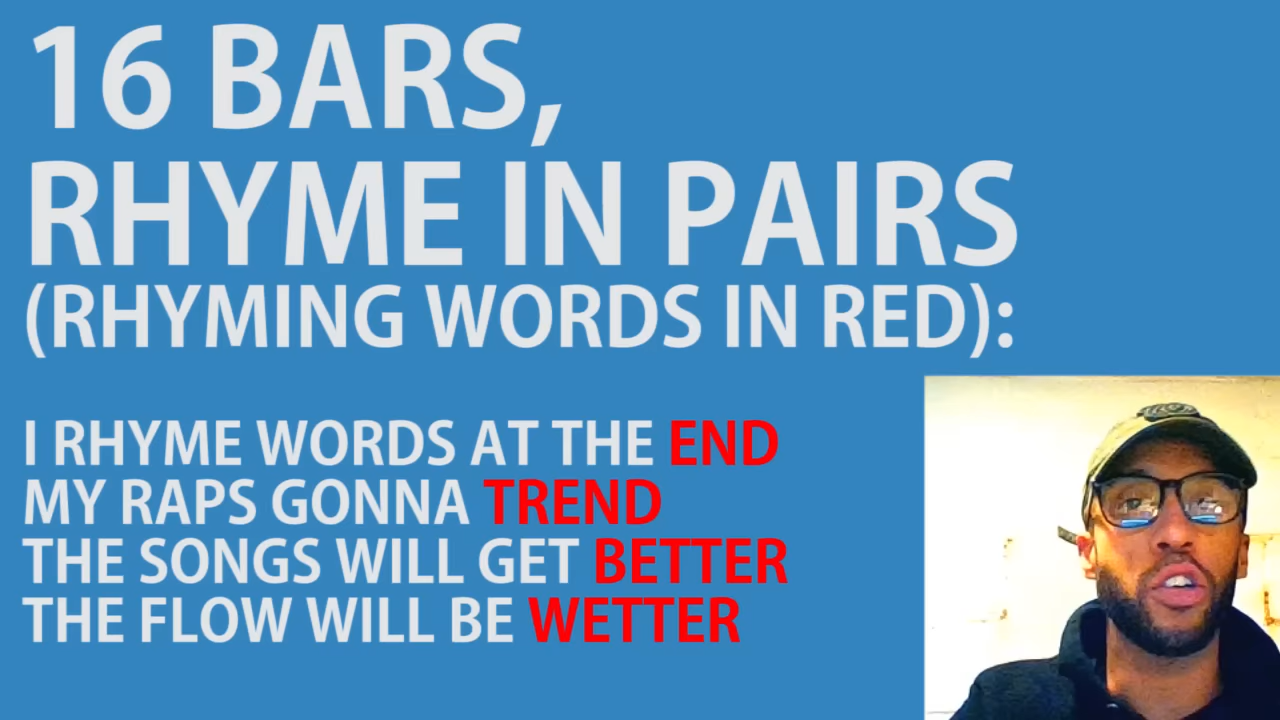 16 BARS,
RHYME IN PAIRS
(RHYMING WORDS IN RED):
I RHYME WORDS AT THE END
MY RAPS GONNA TREND
THE SONGS WILL GET BETTER
THE FLOW WILL BE WETTER